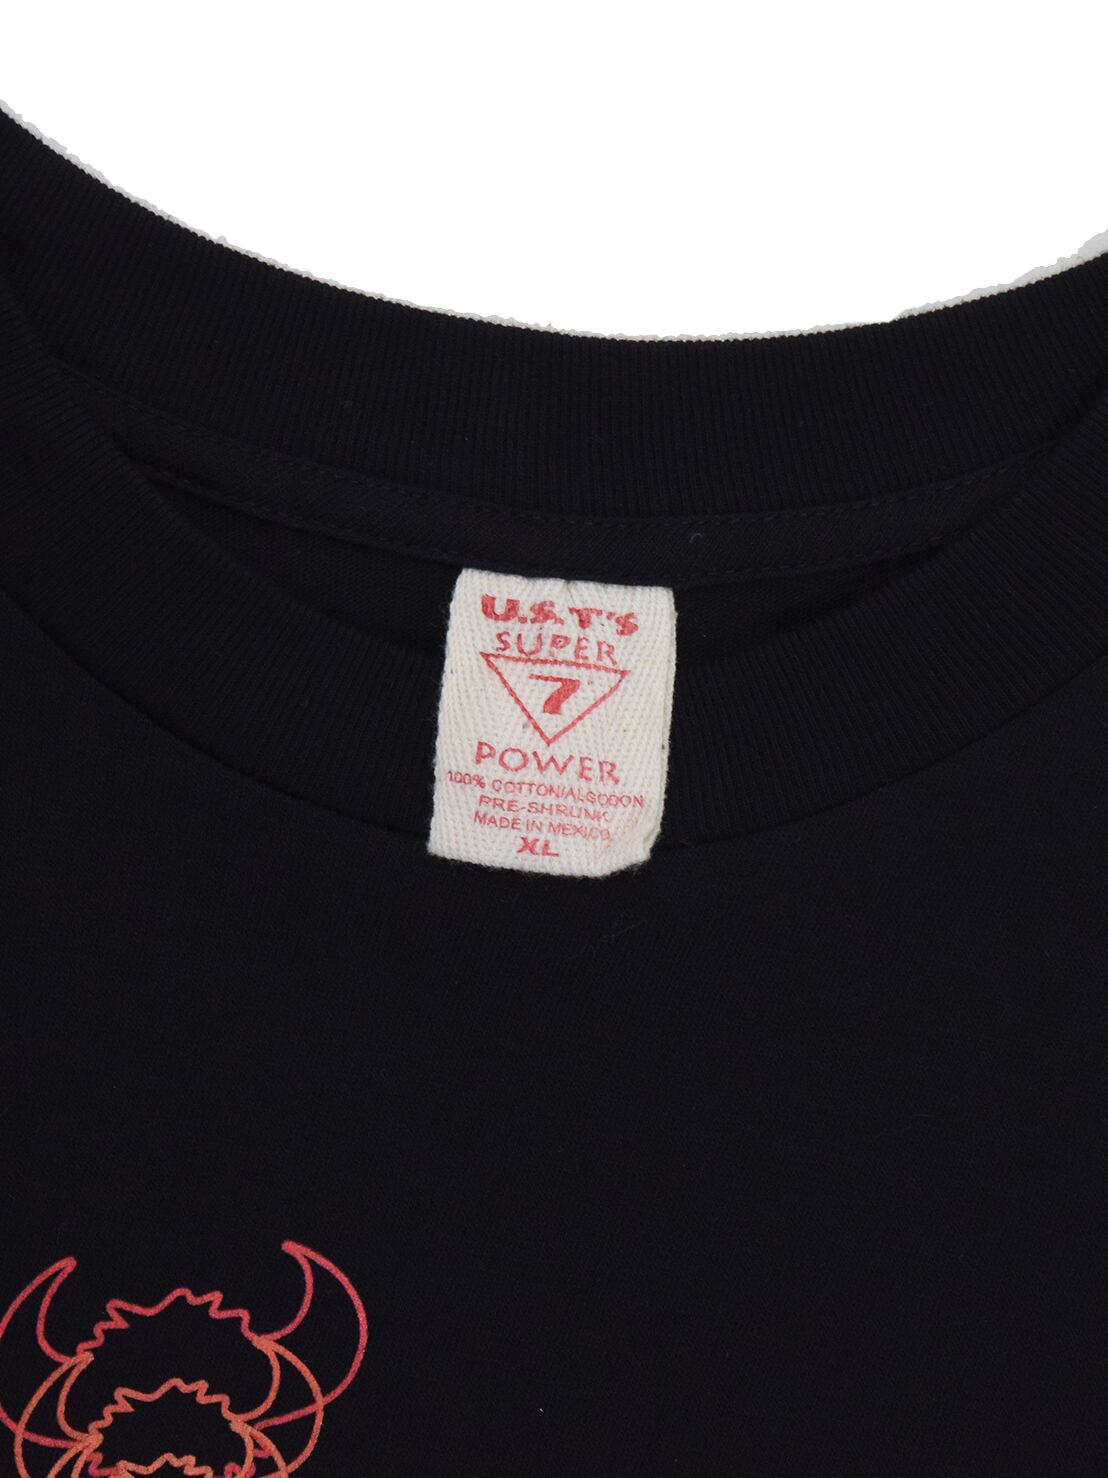 U.S.T'S
SUPER
7
POWER
100% COTTON/ALGODON
PRE-SHRUNK
MADE IN MEXICO
XL